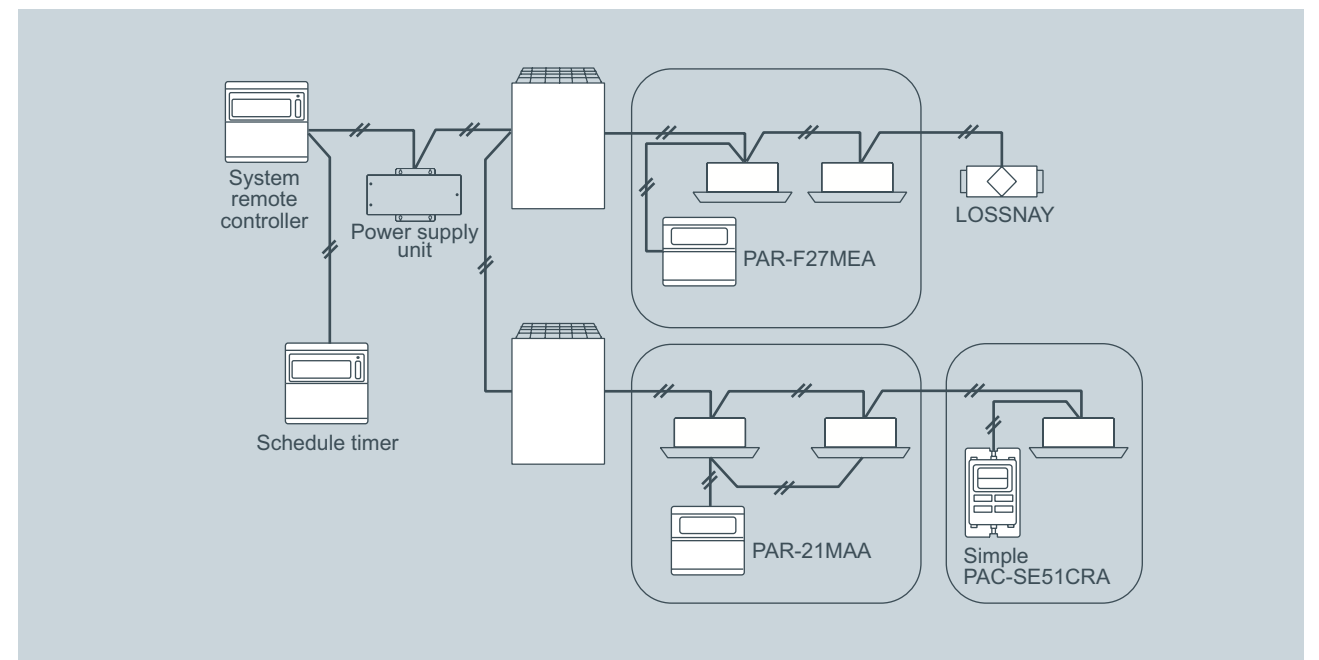 System
remote
controller
Power supply
unit
LOSSNAY
PAR-F27MEA
Schedule timer
PAR-21MAA
Simple
PAC-SE51CRA